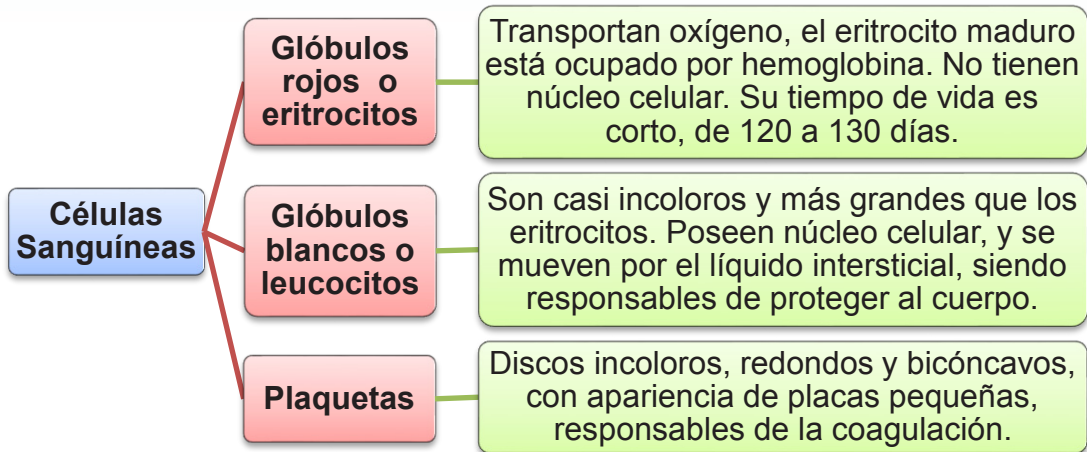 Células
Sanguíneas
Glóbulos
rojos o
eritrocitos
Transportan oxígeno, el eritrocito maduro
está ocupado por hemoglobina. No tienen
núcleo celular. Su tiempo de vida es
corto, de 120 a 130 días.
Glóbulos
blancos o
leucocitos
Son casi incoloros y más grandes que los
eritrocitos. Poseen núcleo celular, y se
mueven por el líquido intersticial, siendo
responsables de proteger al cuerpo.
Plaquetas
Discos incoloros, redondos y bicóncavos,
con apariencia de placas pequeñas,
responsables de la coagulación.